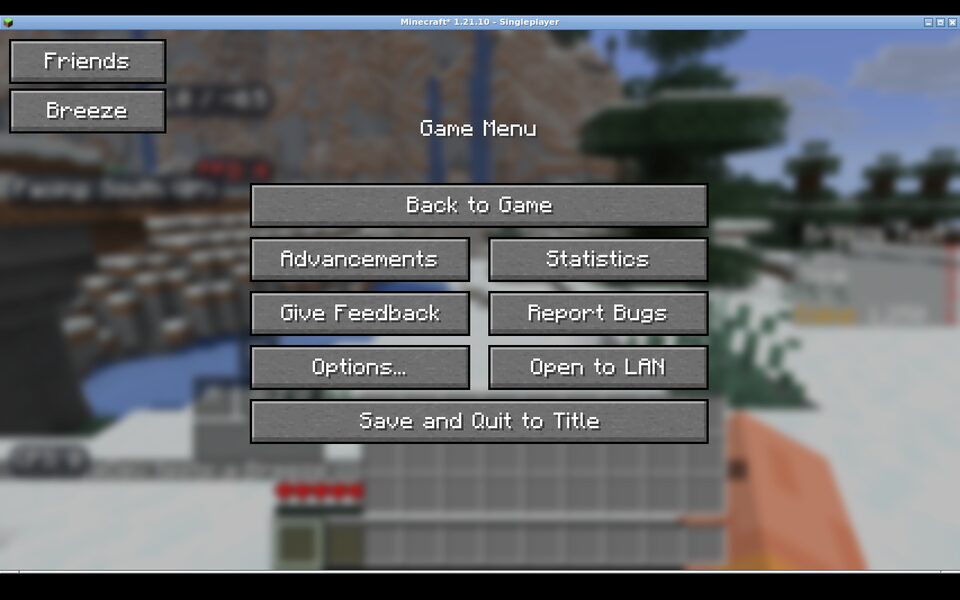 Minecraft* 1.21.10 - Singleplayer
Friends
Breeze
Game Menu
Back to Game
Advancements
Statistics
Give Feedback
Report Bugs
Options...
Open to LAN
Save and Quit to Title